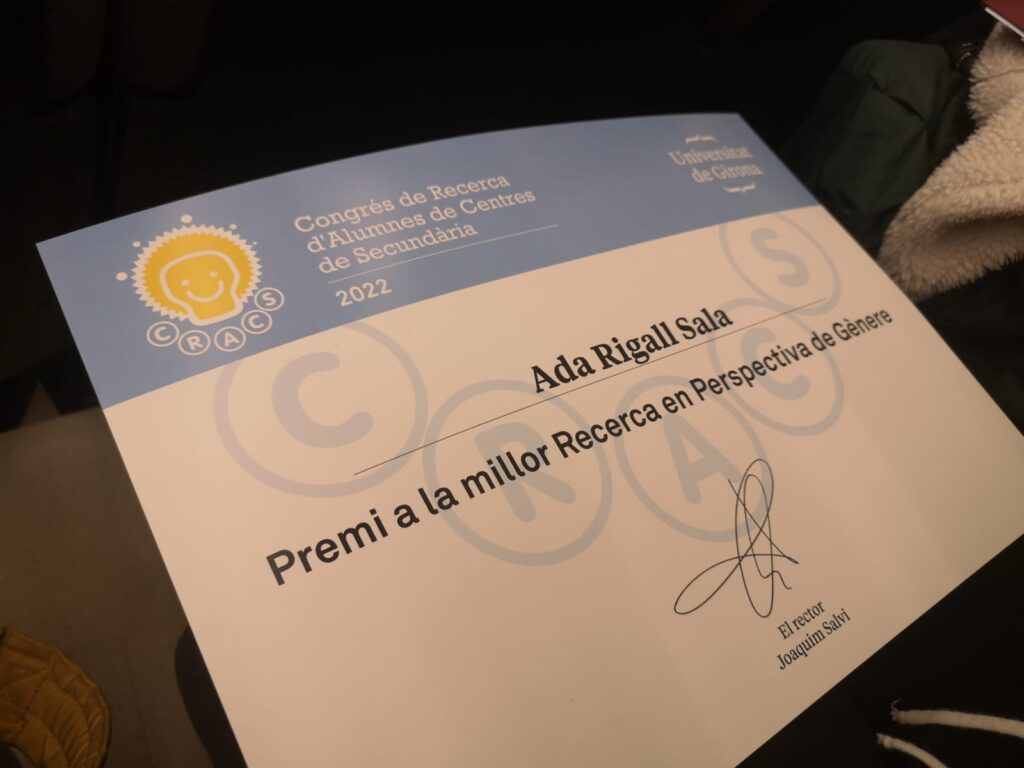 Congrés de Recerca
d'Alumnes de Centres
de Secundària
2022
Universitat
de Girona
C R A C S
C R A C S
Ada Rigall Sala
Premi a la millor Recerca en Perspectiva de Gènere
El rector
Joaquim Salvi